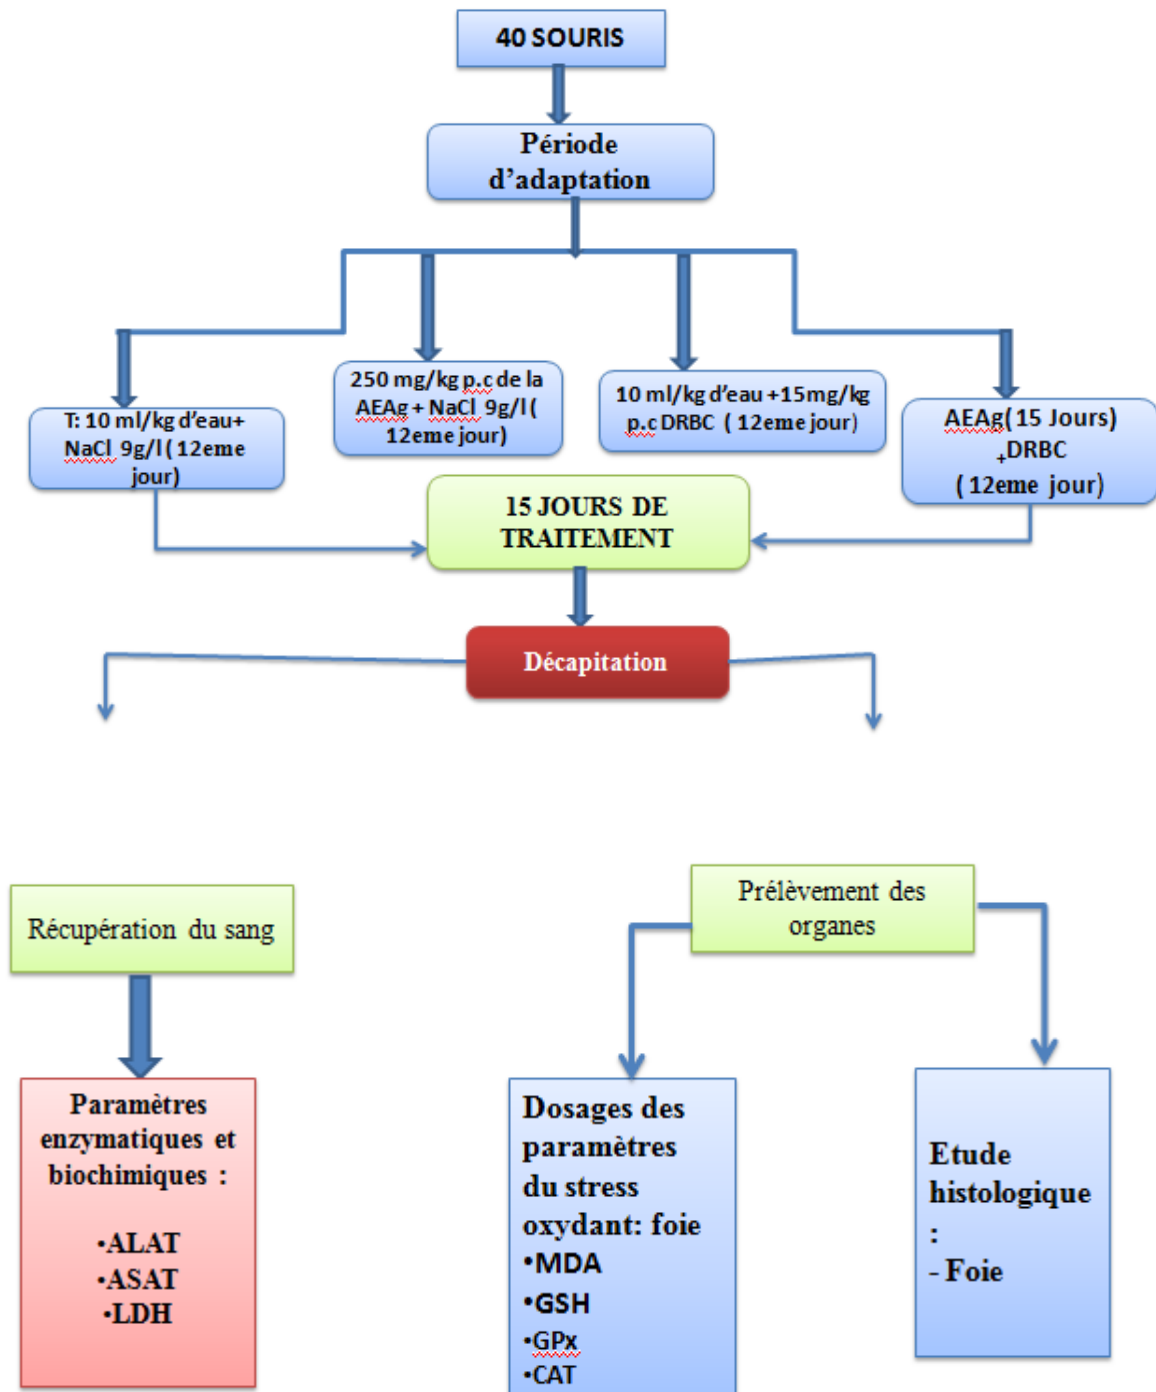 40 SOURIS
Période
d’adaptation
T: 10 ml/kg d’eau+
NaCl 9g/l ( 12eme
jour)
250 mg/kg p.c de la
AEAg + NaCl 9g/l (
12eme jour)
10 ml/kg d’eau +15mg/kg
p.c DRBC ( 12eme jour)
AEAg( 15 Jours)
+DRBC
( 12eme jour)
15 JOURS DE
TRAITEMENT
Décapitation
Récupération du sang
Prélèvement des
organes
Paramètres
enzymatiques et
biochimiques :
•ALAT
•ASAT
•LDH
Dosages des
paramètres
du stress
oxydant: foie
•MDA
•GSH
•GPx
•CAT
Etude
histologique
:
- Foie